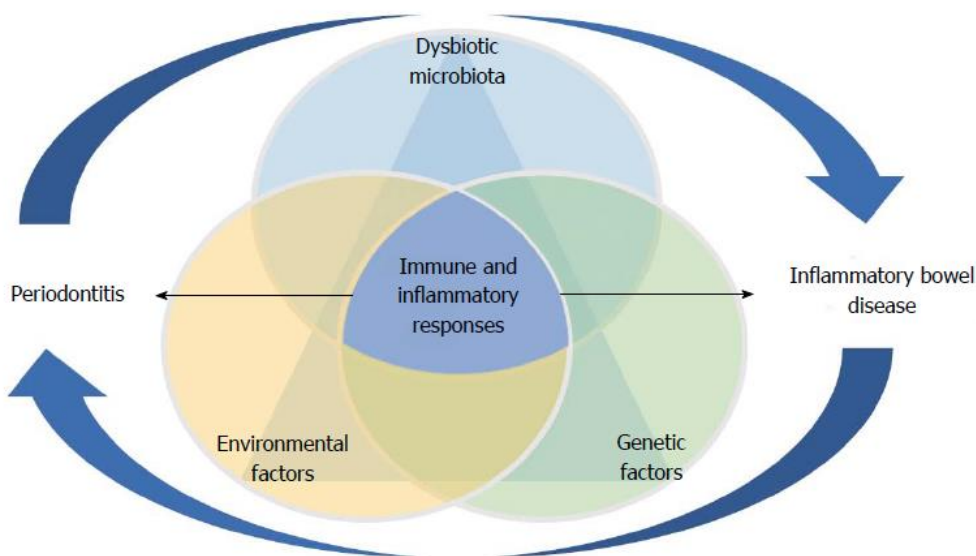 Dysbiotic
microbiota
Immune and
inflammatory
responses
Periodontitis
Inflammatory bowel
disease
Environmental
factors
Genetic
factors